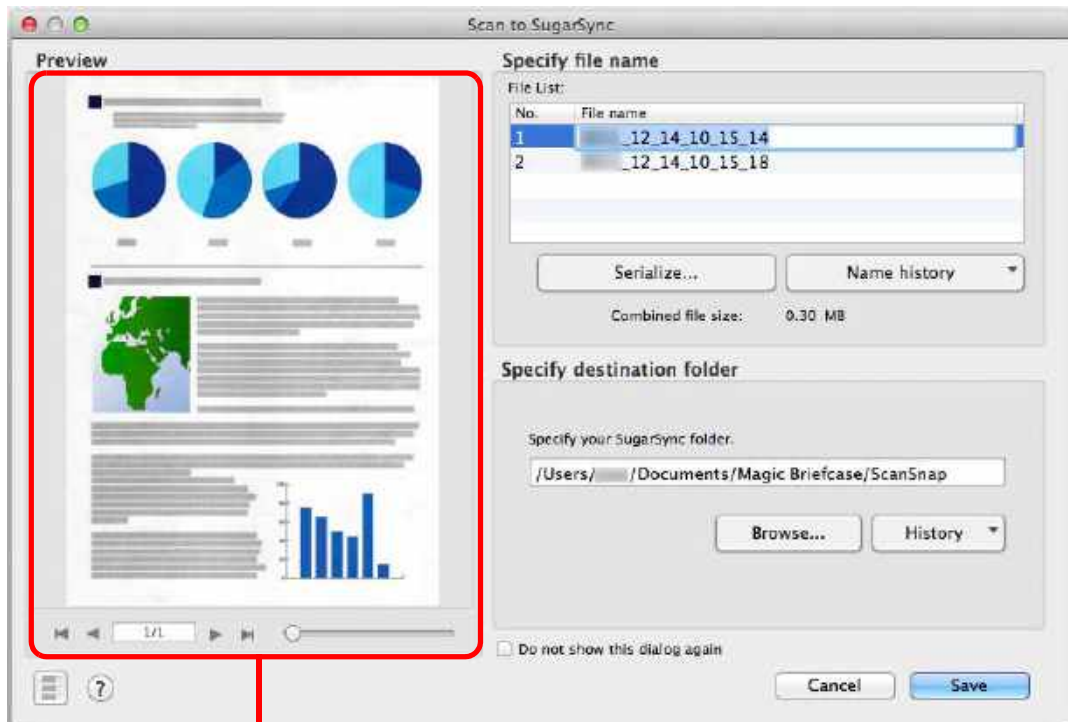 Scan to SugarSync
Preview
1/1
Specify file name
File List:
No. File name
1 _12_14_10_15_14
2 _12_14_10_15_18
Serialize... Name history
Combined file size: 0.30 MB
Specify destination folder
Specify your SugarSync folder.
/Users/ /Documents/Magic Briefcase/ScanSnap
Browse... History
Do not show this dialog again
? Cancel Save